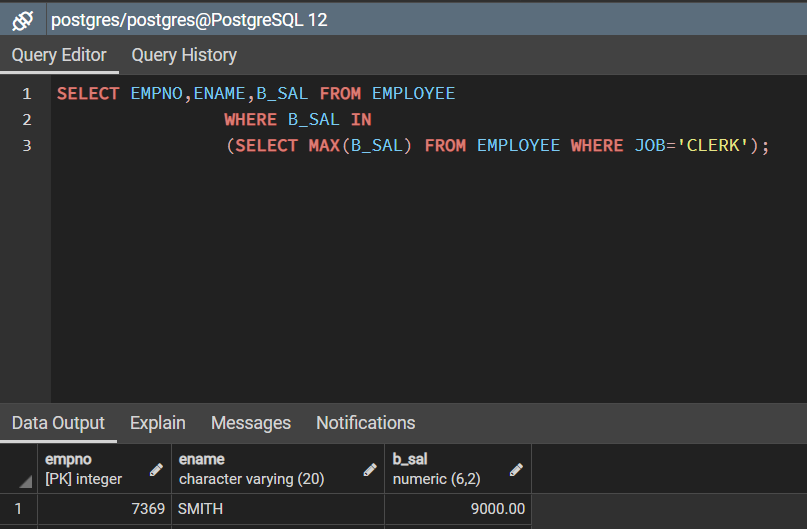 postgres/postgres@PostgreSQL 12
Query Editor Query History
1 SELECT EMPNO,ENAME,B_SAL FROM EMPLOYEE
2 WHERE B_SAL IN
3 (SELECT MAX(B_SAL) FROM EMPLOYEE WHERE JOB='CLERK');
Data Output Explain Messages Notifications
empno ename b_sal
[PK] integer character varying (20) numeric (6,2)
1 7369 SMITH 9000.00